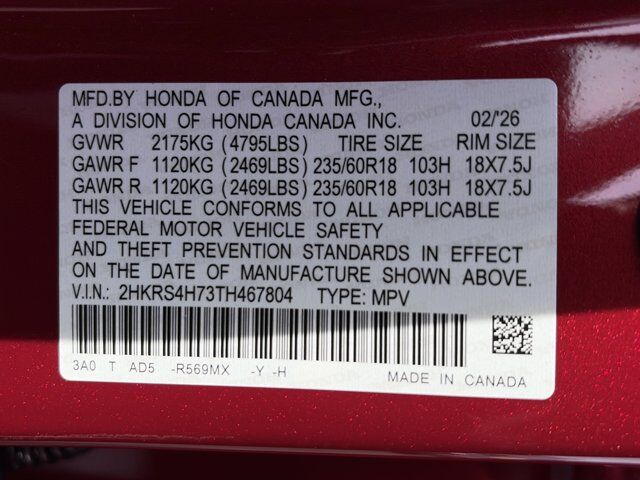 MFD.BY HONDA OF CANADA MFG.,
A DIVISION OF HONDA CANADA INC. 02/'26
GVWR 2175KG (4795LBS) TIRE SIZE RIM SIZE
GAWR F 1120KG (2469LBS) 235/60R18 103H 18X7.5J
GAWR R 1120KG (2469LBS) 235/60R18 103H 18X7.5J
THIS VEHICLE CONFORMS TO ALL APPLICABLE
FEDERAL MOTOR VEHICLE SAFETY
AND THEFT PREVENTION STANDARDS IN EFFECT
ON THE DATE OF MANUFACTURE SHOWN ABOVE.
V.I.N.: 2HKRS4H73TH467804 TYPE: MPV
3A0 T AD5 -R569MX -Y -H
MADE IN CANADA